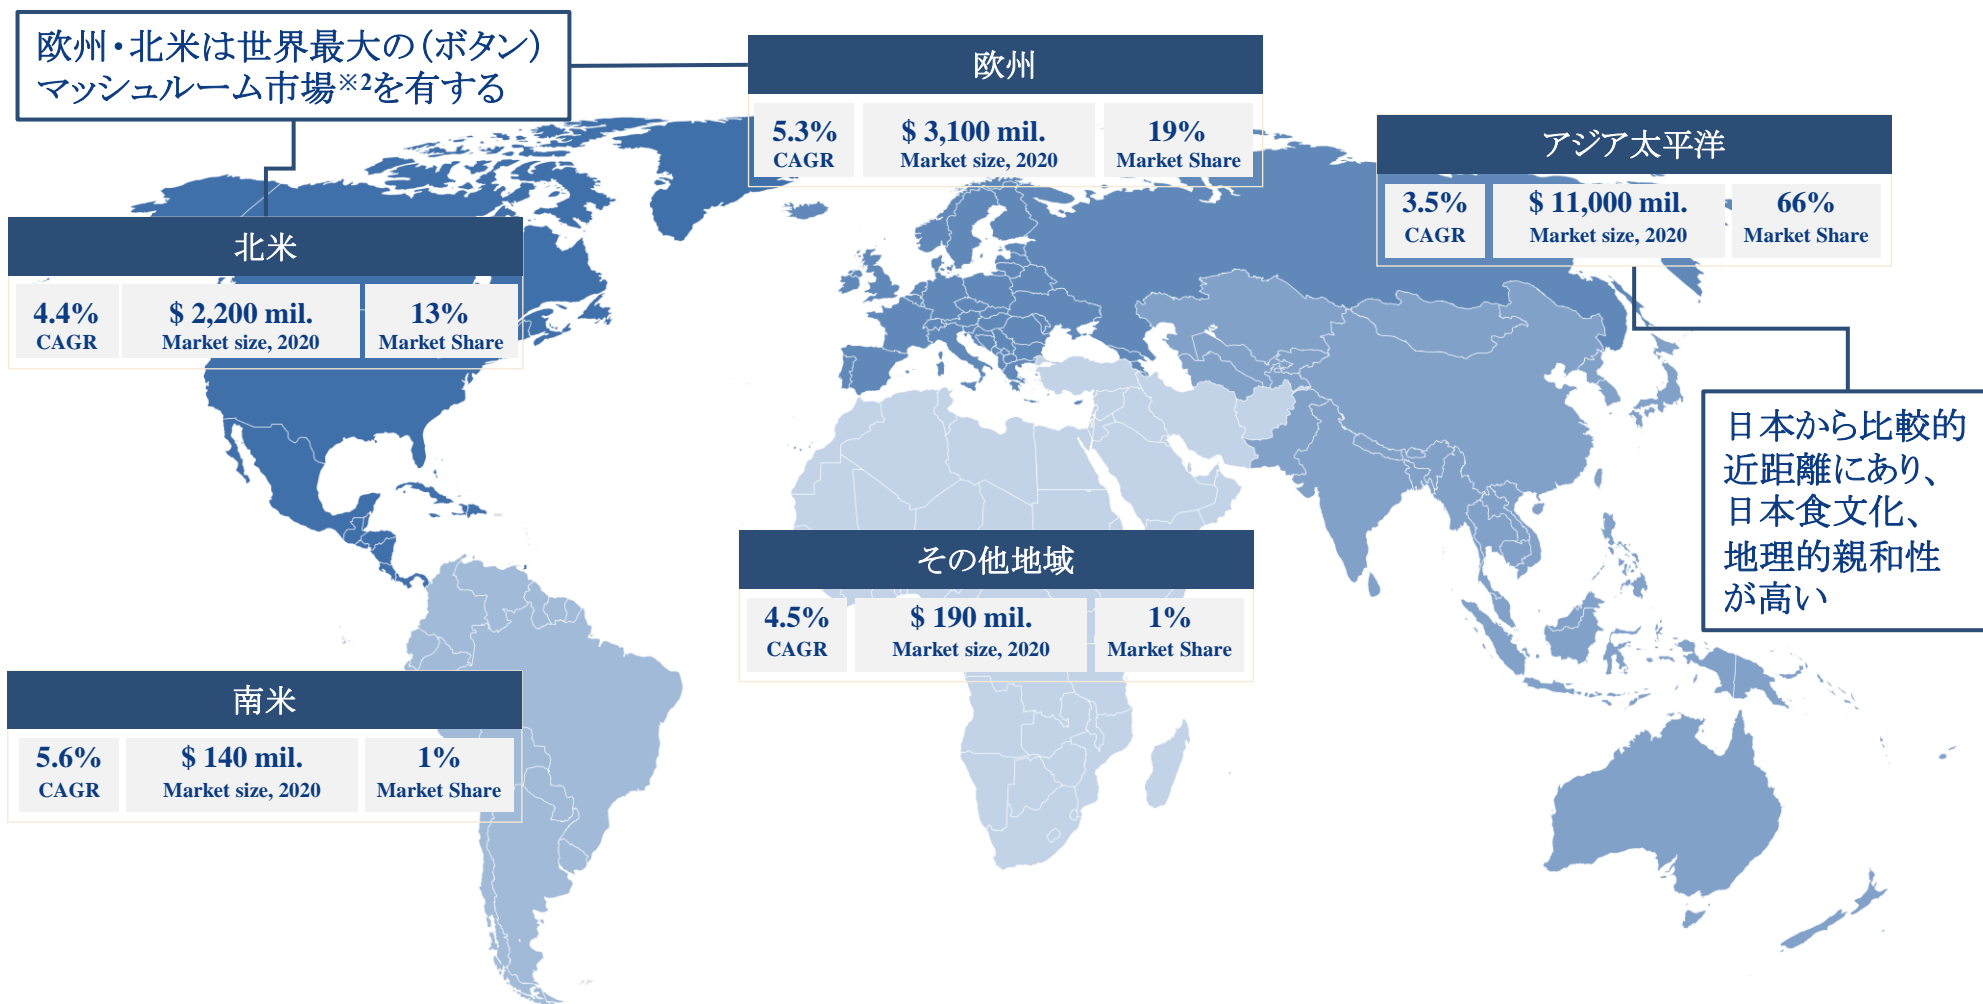 欧州・北米は世界最大の（ボタン）
マッシュルーム市場※2を有する
欧州
5.3%
CAGR
$ 3,100 mil.
Market size, 2020
19%
Market Share
アジア太平洋
3.5%
CAGR
$ 11,000 mil.
Market size, 2020
66%
Market Share
北米
4.4%
CAGR
$ 2,200 mil.
Market size, 2020
13%
Market Share
日本から比較的
近距離にあり、
日本食文化、
地理的親和性
が高い
その他地域
4.5%
CAGR
$ 190 mil.
Market size, 2020
1%
Market Share
南米
5.6%
CAGR
$ 140 mil.
Market size, 2020
1%
Market Share